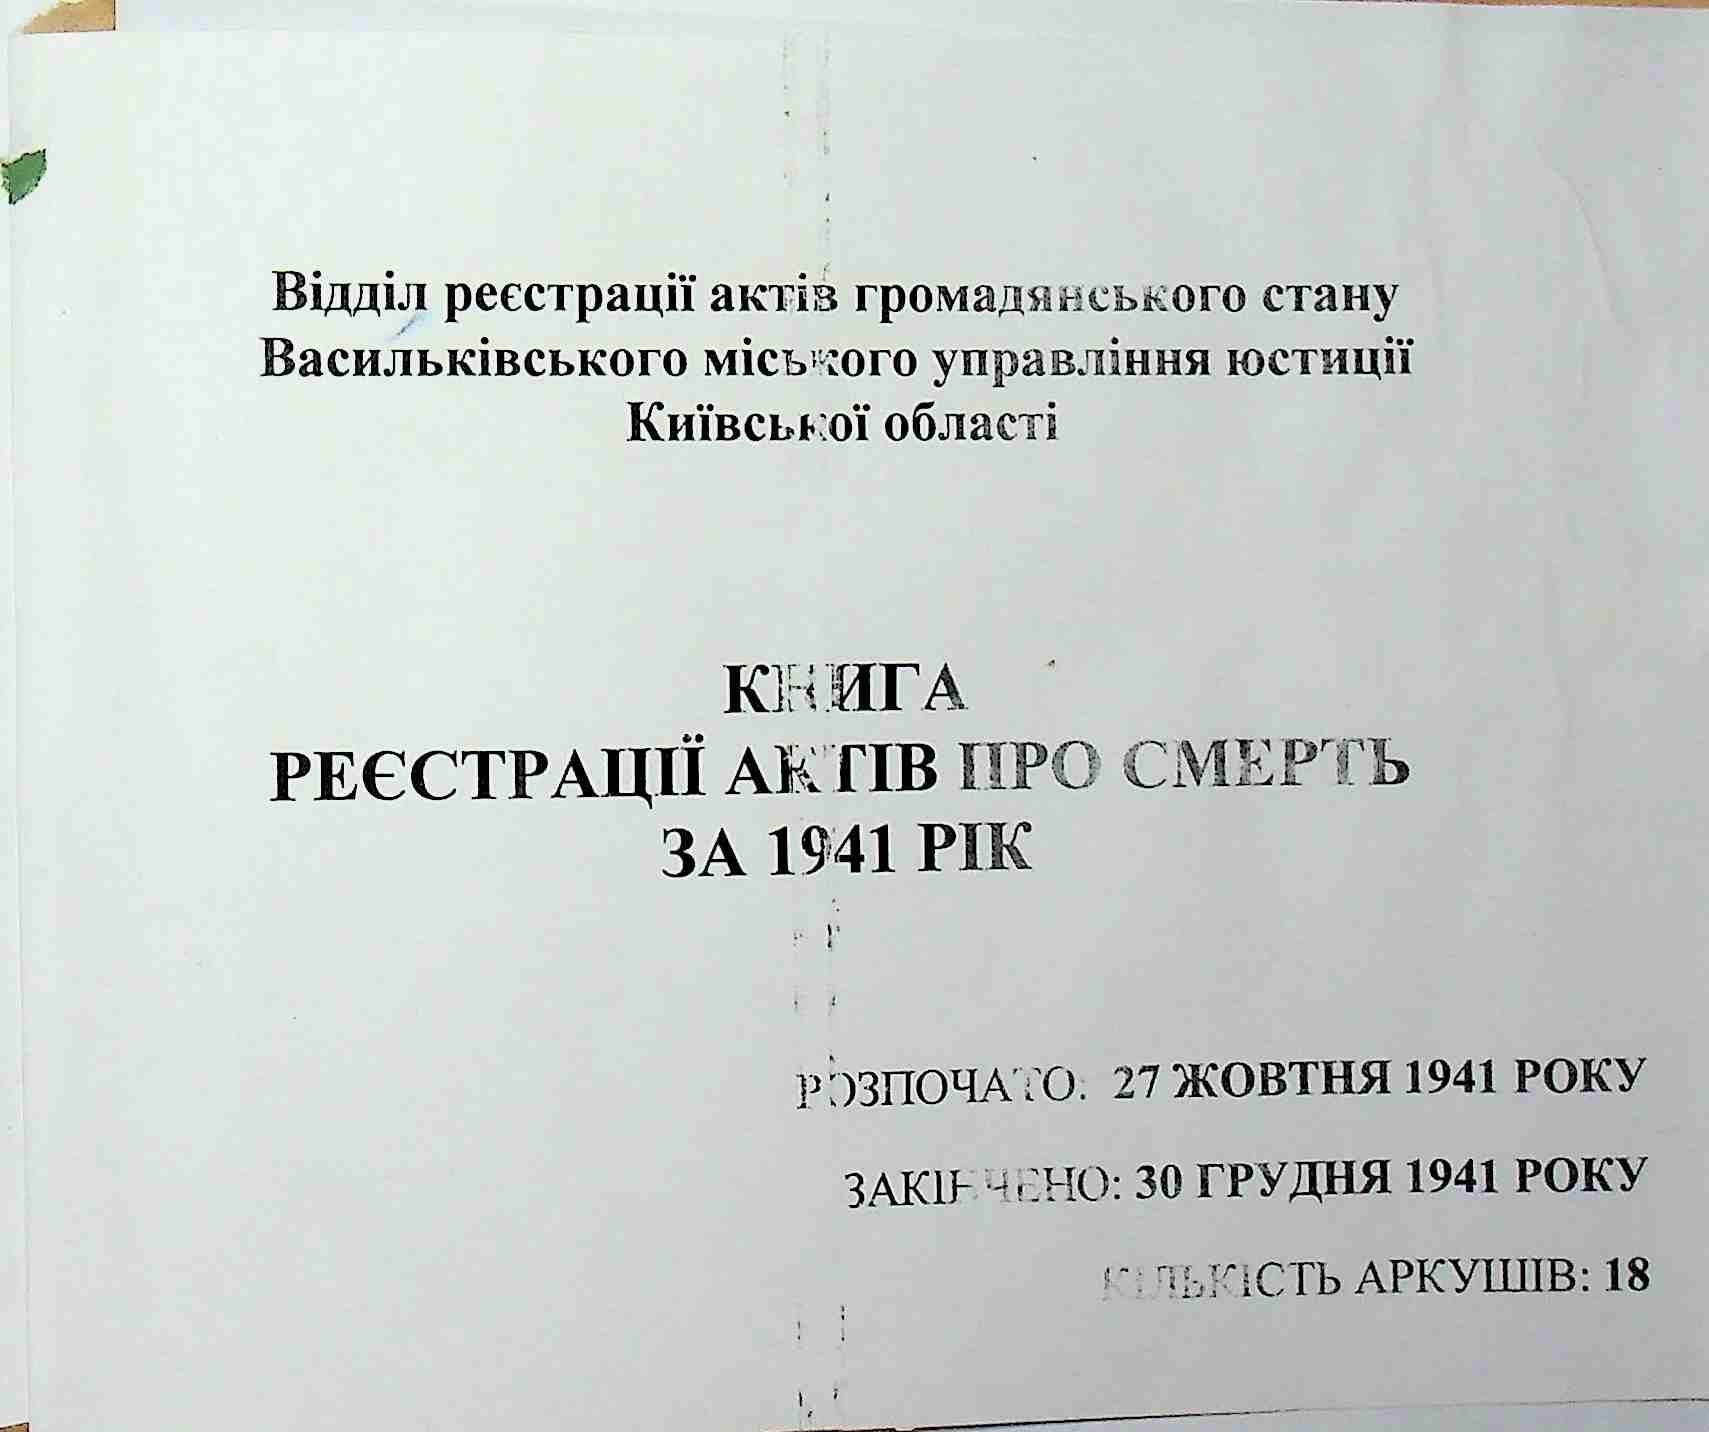 Відділ реєстрації актів громадянського стану
Васильківського міського управління юстиції
Київської області
КНИГА
РЕЄСТРАЦІЇ АКТІВ ПРО СМЕРТЬ
ЗА 1941 РІК
РОЗПОЧАТО: 27 ЖОВТНЯ 1941 РОКУ
ЗАКІНЧЕНО: 30 ГРУДНЯ 1941 РОКУ
КІЛЬКІСТЬ АРКУШІВ: 18